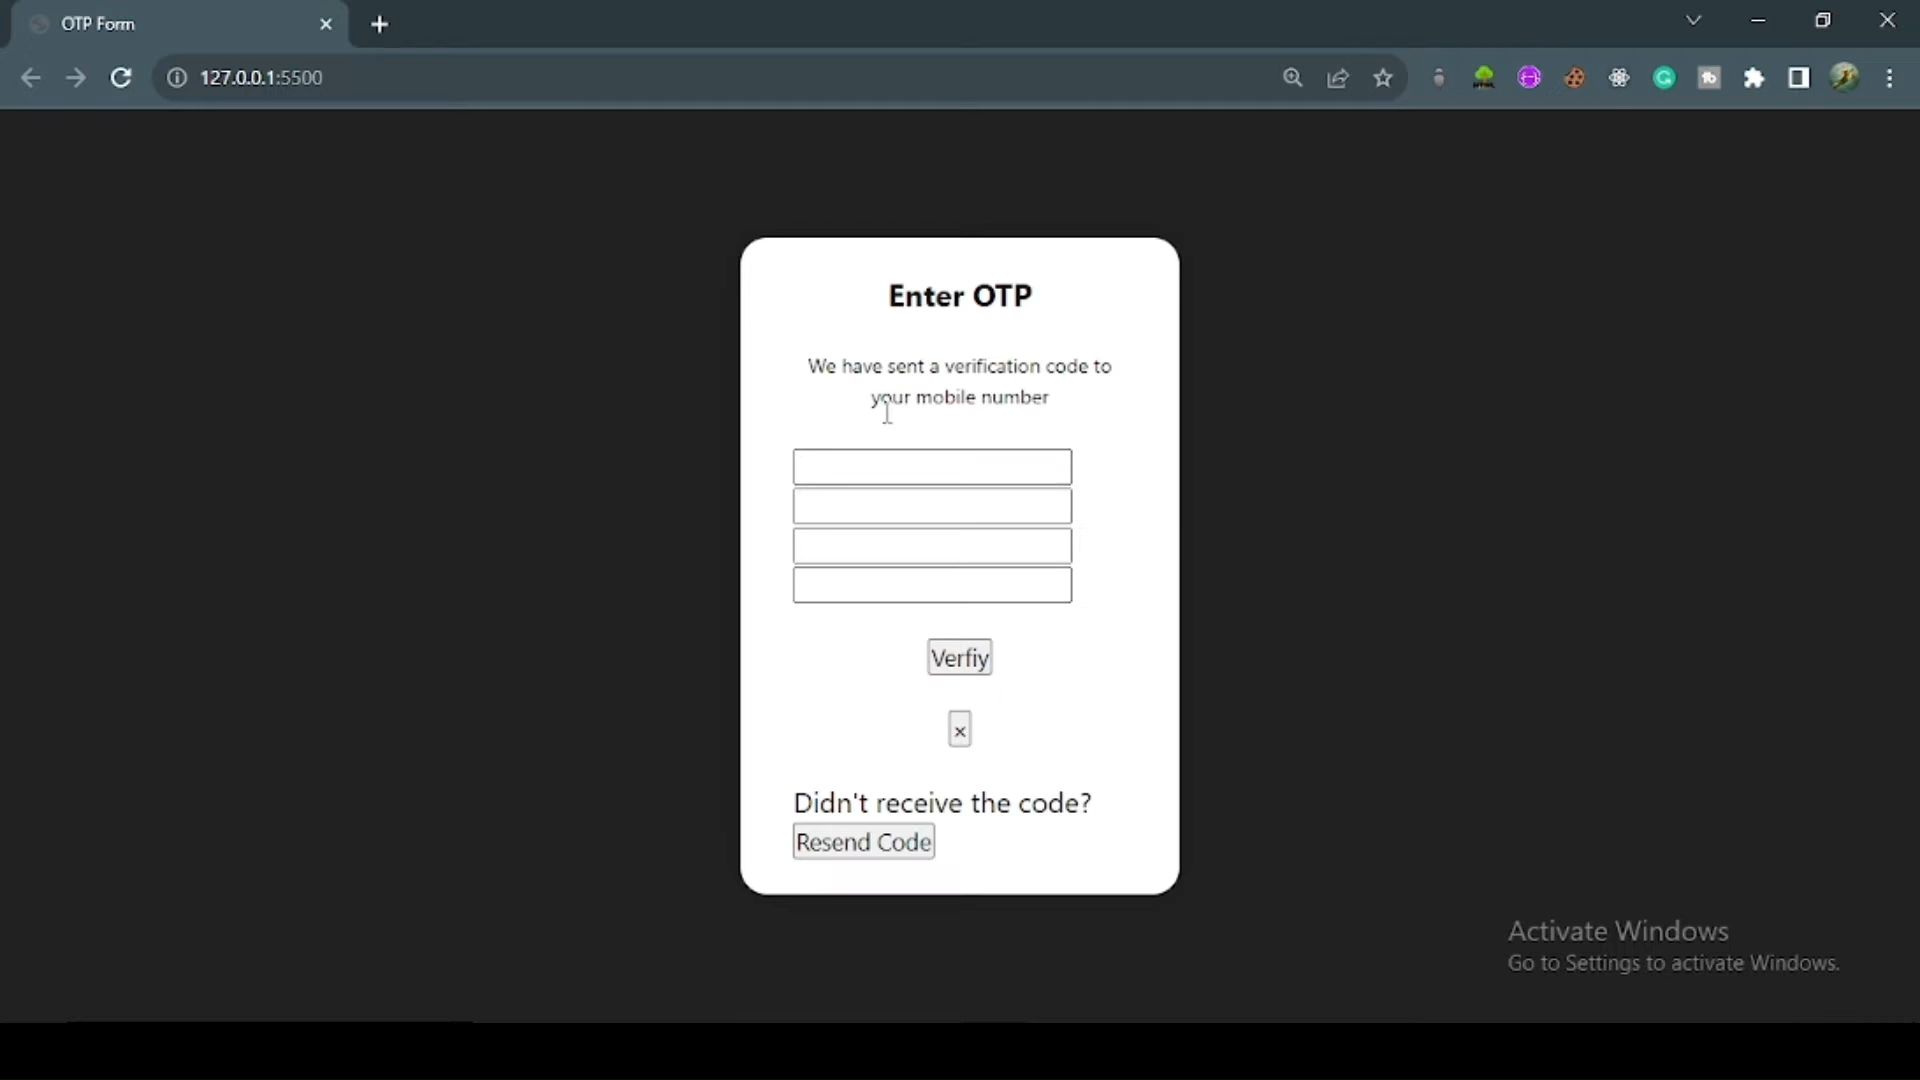 OTP Form
127.0.0.1:5500
Enter OTP
We have sent a verification code to
your mobile number
Verfiy
×
Didn't receive the code?
Resend Code
Activate Windows
Go to Settings to activate Windows.